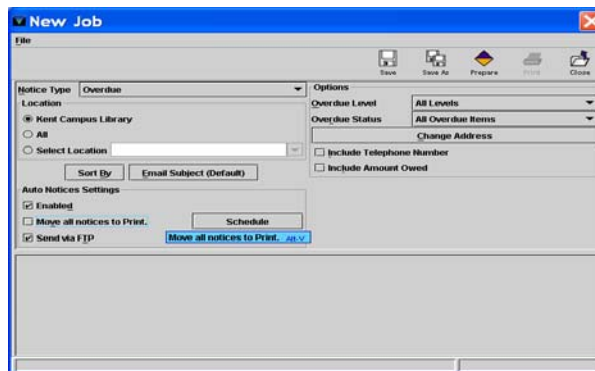 New Job
File
Save Save As Prepare Print Close
Notice Type Overdue
Location
Kent Campus Library
All
Select Location
Sort By Email Subject (Default)
Auto Notices Settings
Enabled
Move all notices to Print. Schedule
Send via FTP Move all notices to Print.
Options
Overdue Level All Levels
Overdue Status All Overdue Items
Change Address
Include Telephone Number
Include Amount Owed